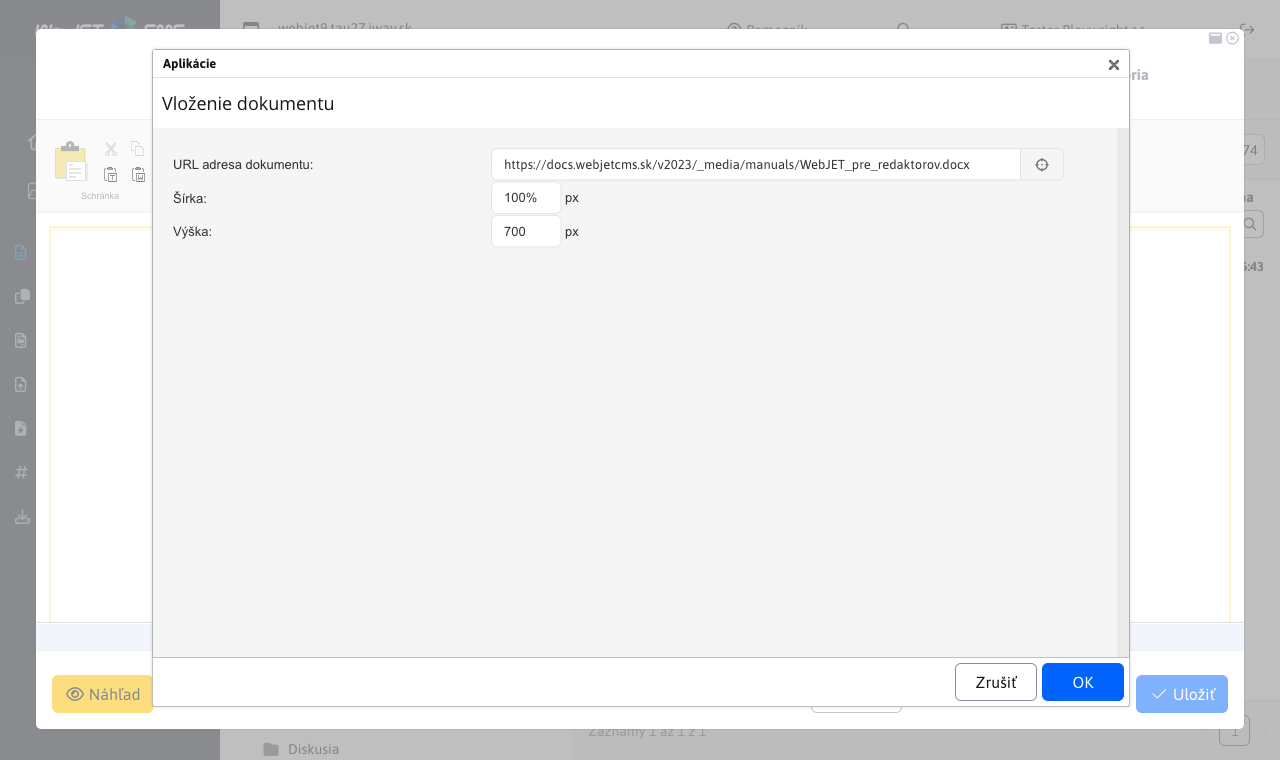 Aplikácie
Vloženie dokumentu
URL adresa dokumentu:
https://docs.webjetcms.sk/v2023/_media/manuals/WebJET_pre_redaktorov.docx
Šírka:
100%
px
Výška:
700
px
Schránka
Zrušiť
OK
Náhľad
Uložiť
Diskusia
Záznamy 1 až 1 z 1
1